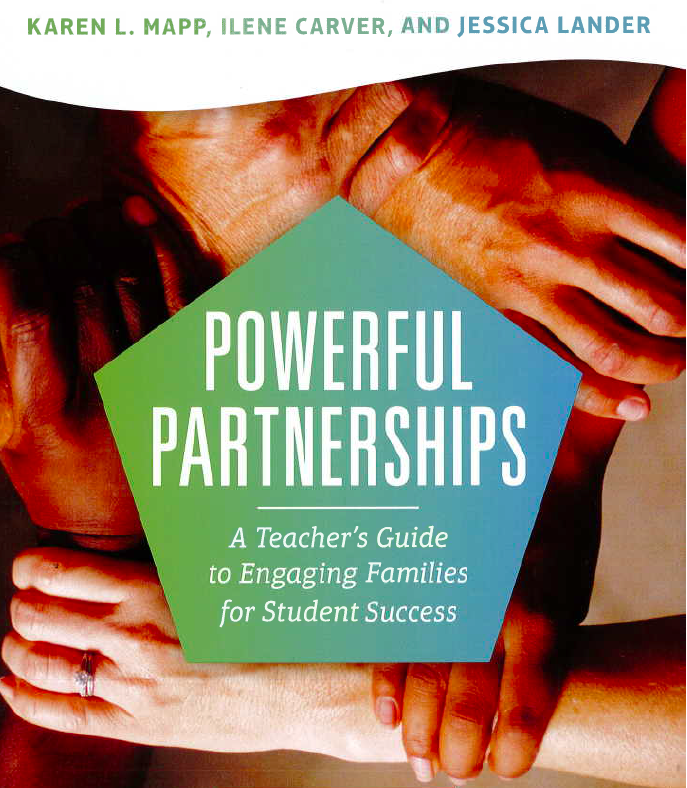 KAREN L. MAPP, ILENE CARVER, AND JESSICA LANDER
POWERFUL
PARTNERSHIPS
A Teacher's Guide
to Engaging Families
for Student Success